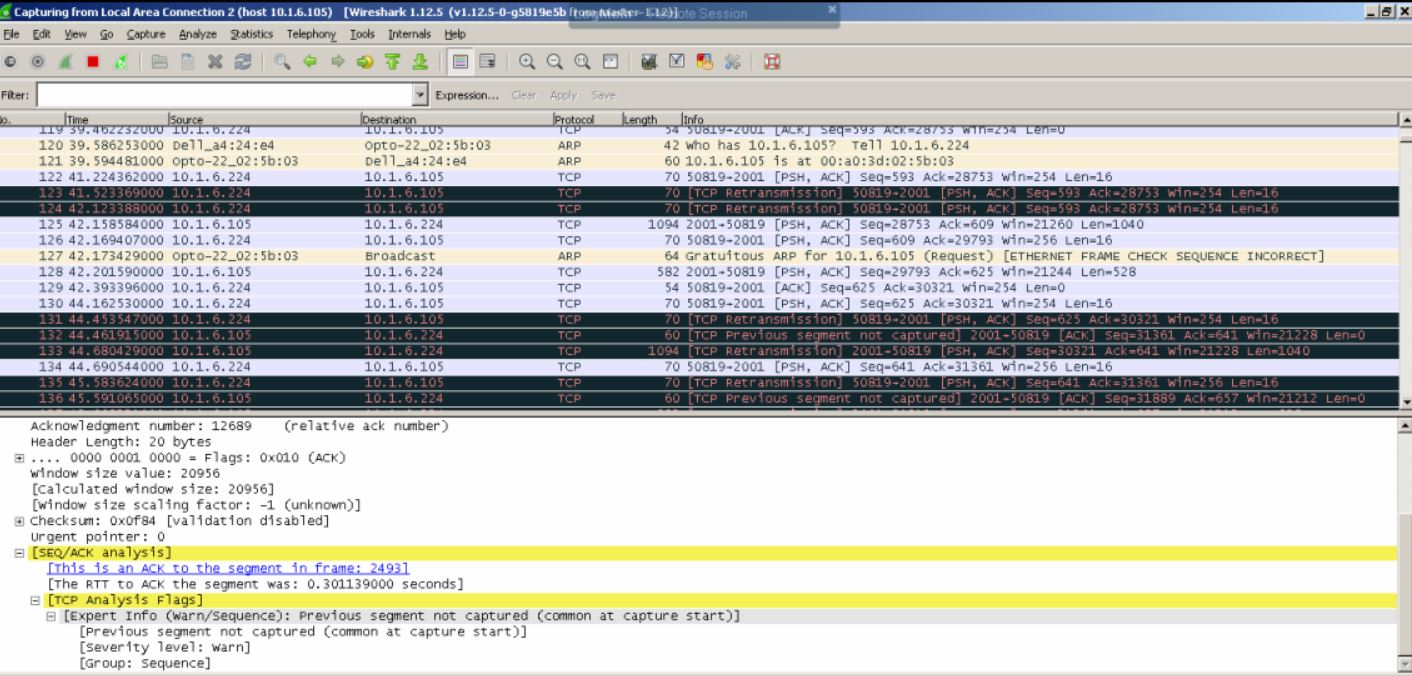 Capturing from Local Area Connection 2 (host 10.1.6.105) [Wireshark 1.12.5 (v1.12.5-0-g5819e5b from master-1.12)]
File Edit View Go Capture Analyze Statistics Telephony Tools Internals Help
Filter: Expression... Clear Apply Save
No. Time Source Destination Protocol Length Info
119 39.462232000 10.1.6.224 10.1.6.105 TCP 54 50819→2001 [ACK] Seq=593 Ack=28753 Win=254 Len=0
120 39.586253000 Dell_a4:24:e4 Opto-22_02:5b:03 ARP 42 Who has 10.1.6.105? Tell 10.1.6.224
121 39.594481000 Opto-22_02:5b:03 Dell_a4:24:e4 ARP 60 10.1.6.105 is at 00:a0:3d:02:5b:03
122 41.224362000 10.1.6.224 10.1.6.105 TCP 70 50819→2001 [PSH, ACK] Seq=593 Ack=28753 Win=254 Len=16
123 41.523369000 10.1.6.224 10.1.6.105 TCP 70 [TCP Retransmission] 50819→2001 [PSH, ACK] Seq=593 Ack=28753 Win=254 Len=16
124 42.123388000 10.1.6.224 10.1.6.105 TCP 70 [TCP Retransmission] 50819→2001 [PSH, ACK] Seq=593 Ack=28753 Win=254 Len=16
125 42.158584000 10.1.6.105 10.1.6.224 TCP 1094 2001→50819 [PSH, ACK] Seq=28753 Ack=609 Win=21260 Len=1040
126 42.169407000 10.1.6.224 10.1.6.105 TCP 70 50819→2001 [PSH, ACK] Seq=609 Ack=29793 Win=256 Len=16
127 42.173429000 Opto-22_02:5b:03 Broadcast ARP 64 Gratuitous ARP for 10.1.6.105 (Request) [ETHERNET FRAME CHECK SEQUENCE INCORRECT]
128 42.201590000 10.1.6.105 10.1.6.224 TCP 582 2001→50819 [PSH, ACK] Seq=29793 Ack=625 Win=21244 Len=528
129 42.393396000 10.1.6.224 10.1.6.105 TCP 54 50819→2001 [ACK] Seq=625 Ack=30321 Win=254 Len=0
130 44.162530000 10.1.6.224 10.1.6.105 TCP 70 50819→2001 [PSH, ACK] Seq=625 Ack=30321 Win=254 Len=16
131 44.453547000 10.1.6.224 10.1.6.105 TCP 70 [TCP Retransmission] 50819→2001 [PSH, ACK] Seq=625 Ack=30321 Win=254 Len=16
132 44.461915000 10.1.6.105 10.1.6.224 TCP 60 [TCP Previous segment not captured] 2001→50819 [ACK] Seq=31361 Ack=641 Win=21228 Len=0
133 44.680429000 10.1.6.105 10.1.6.224 TCP 1094 [TCP Retransmission] 2001→50819 [PSH, ACK] Seq=30321 Ack=641 Win=21228 Len=1040
134 44.690544000 10.1.6.224 10.1.6.105 TCP 70 50819→2001 [PSH, ACK] Seq=641 Ack=31361 Win=256 Len=16
135 45.583624000 10.1.6.224 10.1.6.105 TCP 70 [TCP Retransmission] 50819→2001 [PSH, ACK] Seq=641 Ack=31361 Win=256 Len=16
136 45.591065000 10.1.6.105 10.1.6.224 TCP 60 [TCP Previous segment not captured] 2001→50819 [ACK] Seq=31889 Ack=657 Win=21212 Len=0
Acknowledgment number: 12689 (relative ack number)
Header Length: 20 bytes
.... 0000 0001 0000 = Flags: 0x010 (ACK)
Window size value: 20956
[Calculated window size: 20956]
[Window size scaling factor: -1 (unknown)]
Checksum: 0x0f84 [validation disabled]
Urgent pointer: 0
[SEQ/ACK analysis]
[This is an ACK to the segment in frame: 2493]
[The RTT to ACK the segment was: 0.301139000 seconds]
[TCP Analysis Flags]
[Expert Info (Warn/Sequence): Previous segment not captured (common at capture start)]
[Previous segment not captured (common at capture start)]
[Severity level: Warn]
[Group: Sequence]